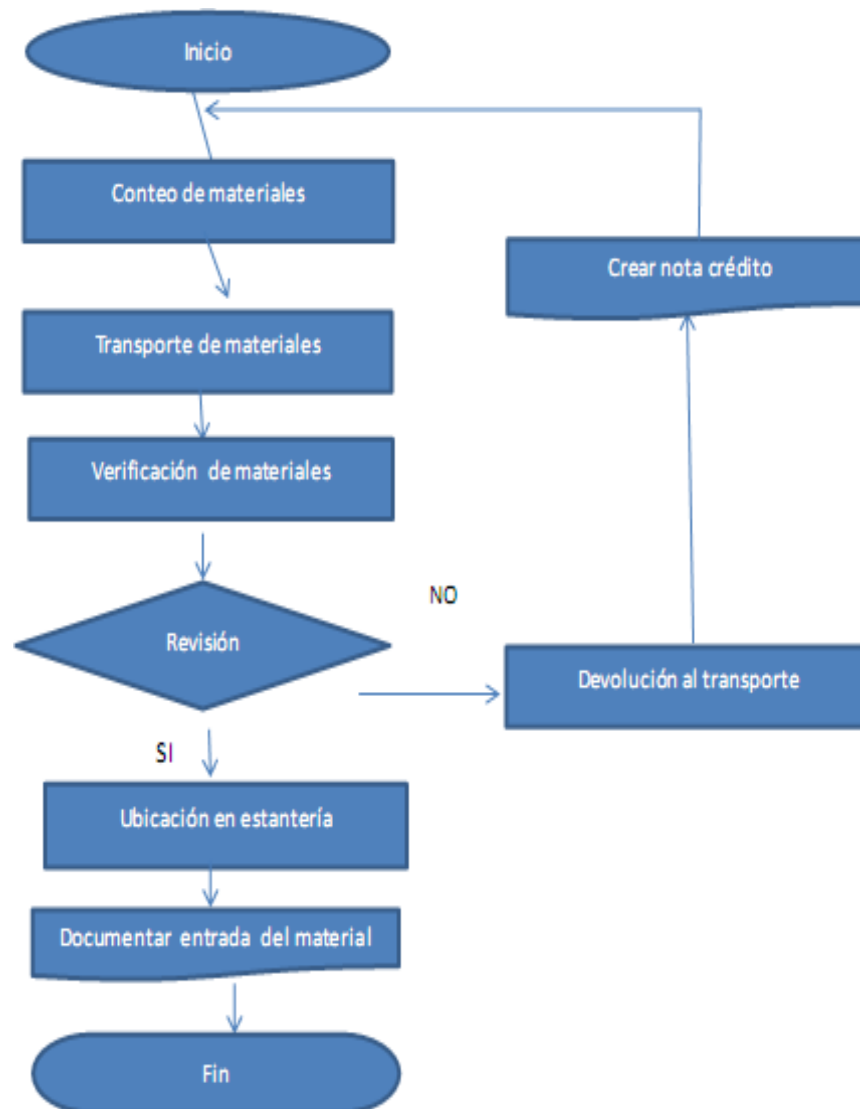 Inicio
Conteo de materiales
Crear nota crédito
Transporte de materiales
Verificación de materiales
NO
Revisión
Devolución al transporte
SI
Ubicación en estantería
Documentar entrada del material
Fin